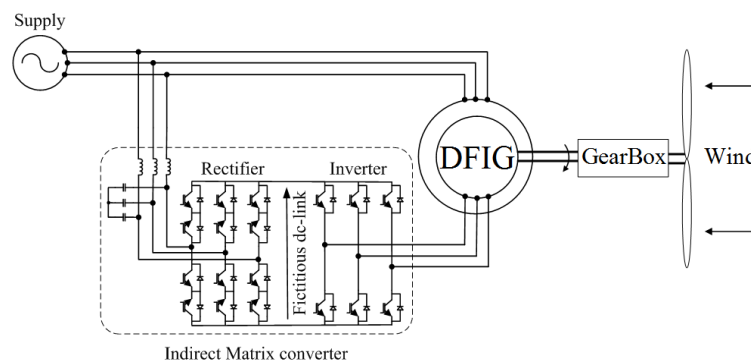 Supply
Rectifier
Inverter
Fictitious dc-link
DFIG
GearBox
Wind
Indirect Matrix converter